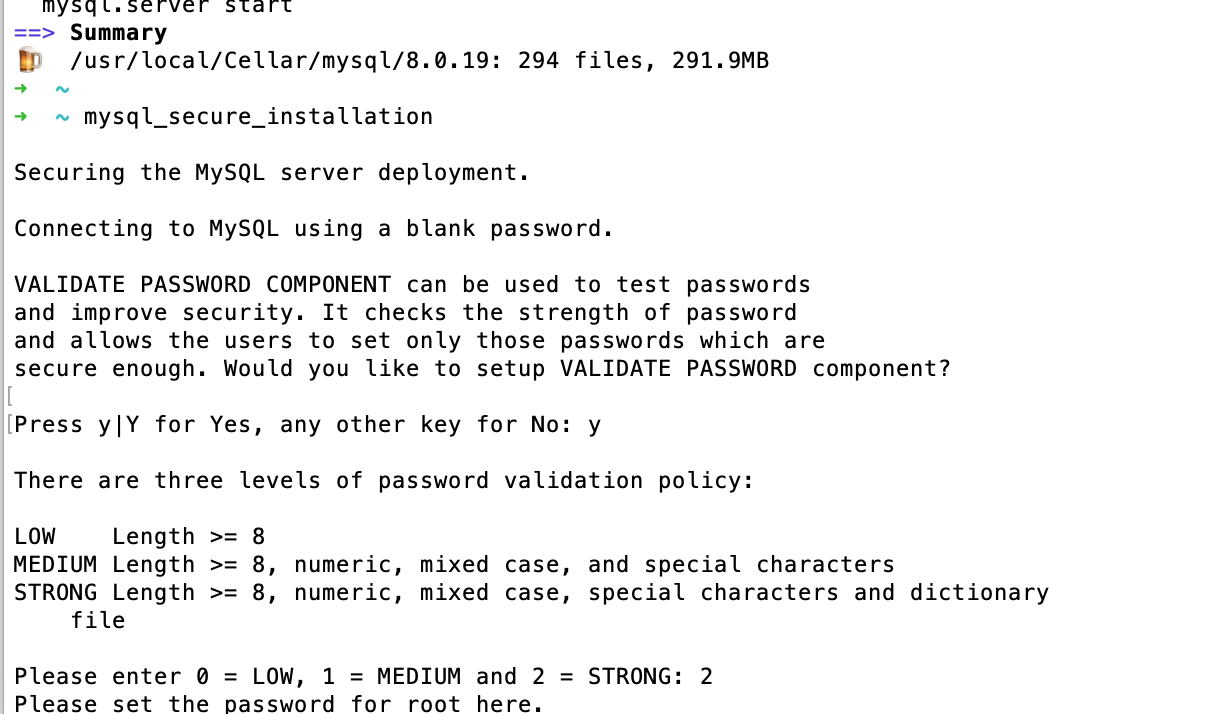 mysql.server start
==> Summary
🍺  /usr/local/Cellar/mysql/8.0.19: 294 files, 291.9MB
➜  ~
➜  ~ mysql_secure_installation
Securing the MySQL server deployment.
Connecting to MySQL using a blank password.
VALIDATE PASSWORD COMPONENT can be used to test passwords
and improve security. It checks the strength of password
and allows the users to set only those passwords which are
secure enough. Would you like to setup VALIDATE PASSWORD component?
[
[Press y|Y for Yes, any other key for No: y
There are three levels of password validation policy:
LOW    Length >= 8
MEDIUM Length >= 8, numeric, mixed case, and special characters
STRONG Length >= 8, numeric, mixed case, special characters and dictionary
file
Please enter 0 = LOW, 1 = MEDIUM and 2 = STRONG: 2
Please set the password for root here.